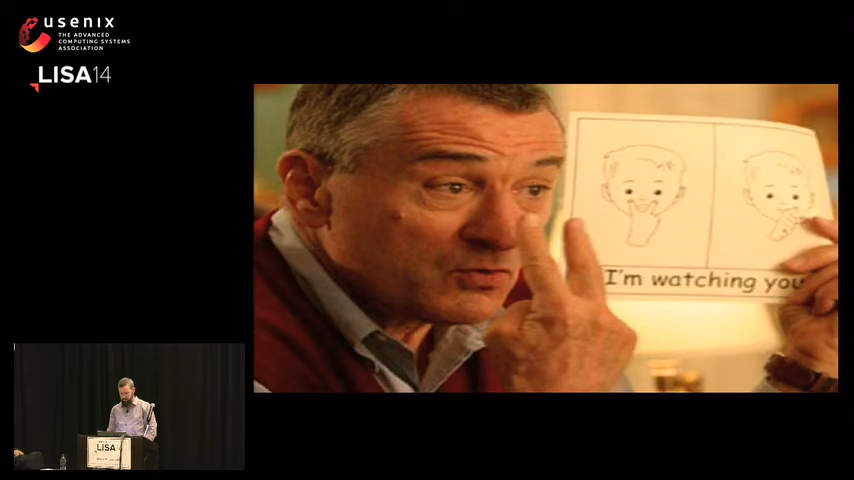 usenix
THE ADVANCED
COMPUTING SYSTEMS
ASSOCIATION
LISA14
I'm watching you
LISA